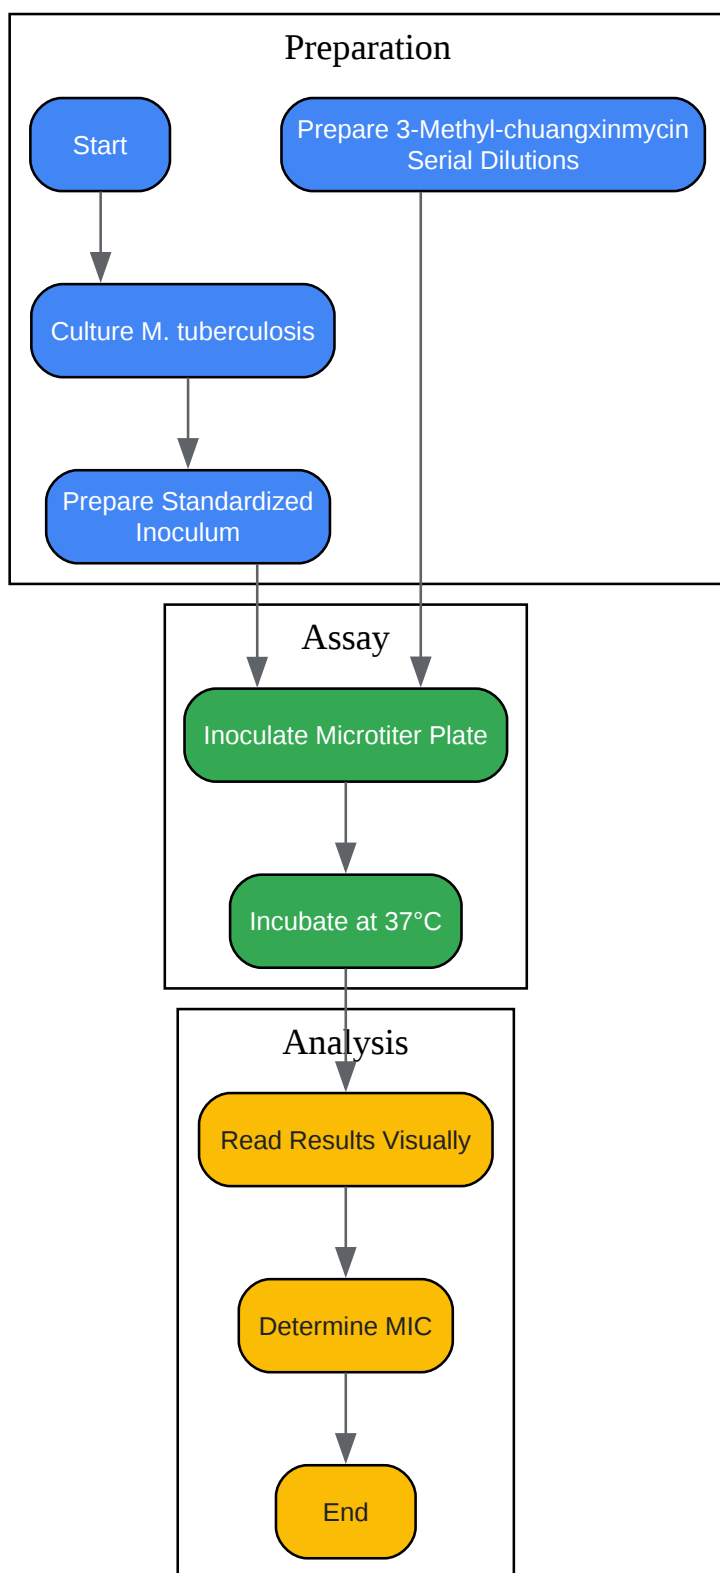 Preparation
Start
Prepare 3-Methyl-chuangxinmycin
Serial Dilutions
Culture M. tuberculosis
Prepare Standardized
Inoculum
Assay
Inoculate Microtiter Plate
Incubate at 37°C
Analysis
Read Results Visually
Determine MIC
End